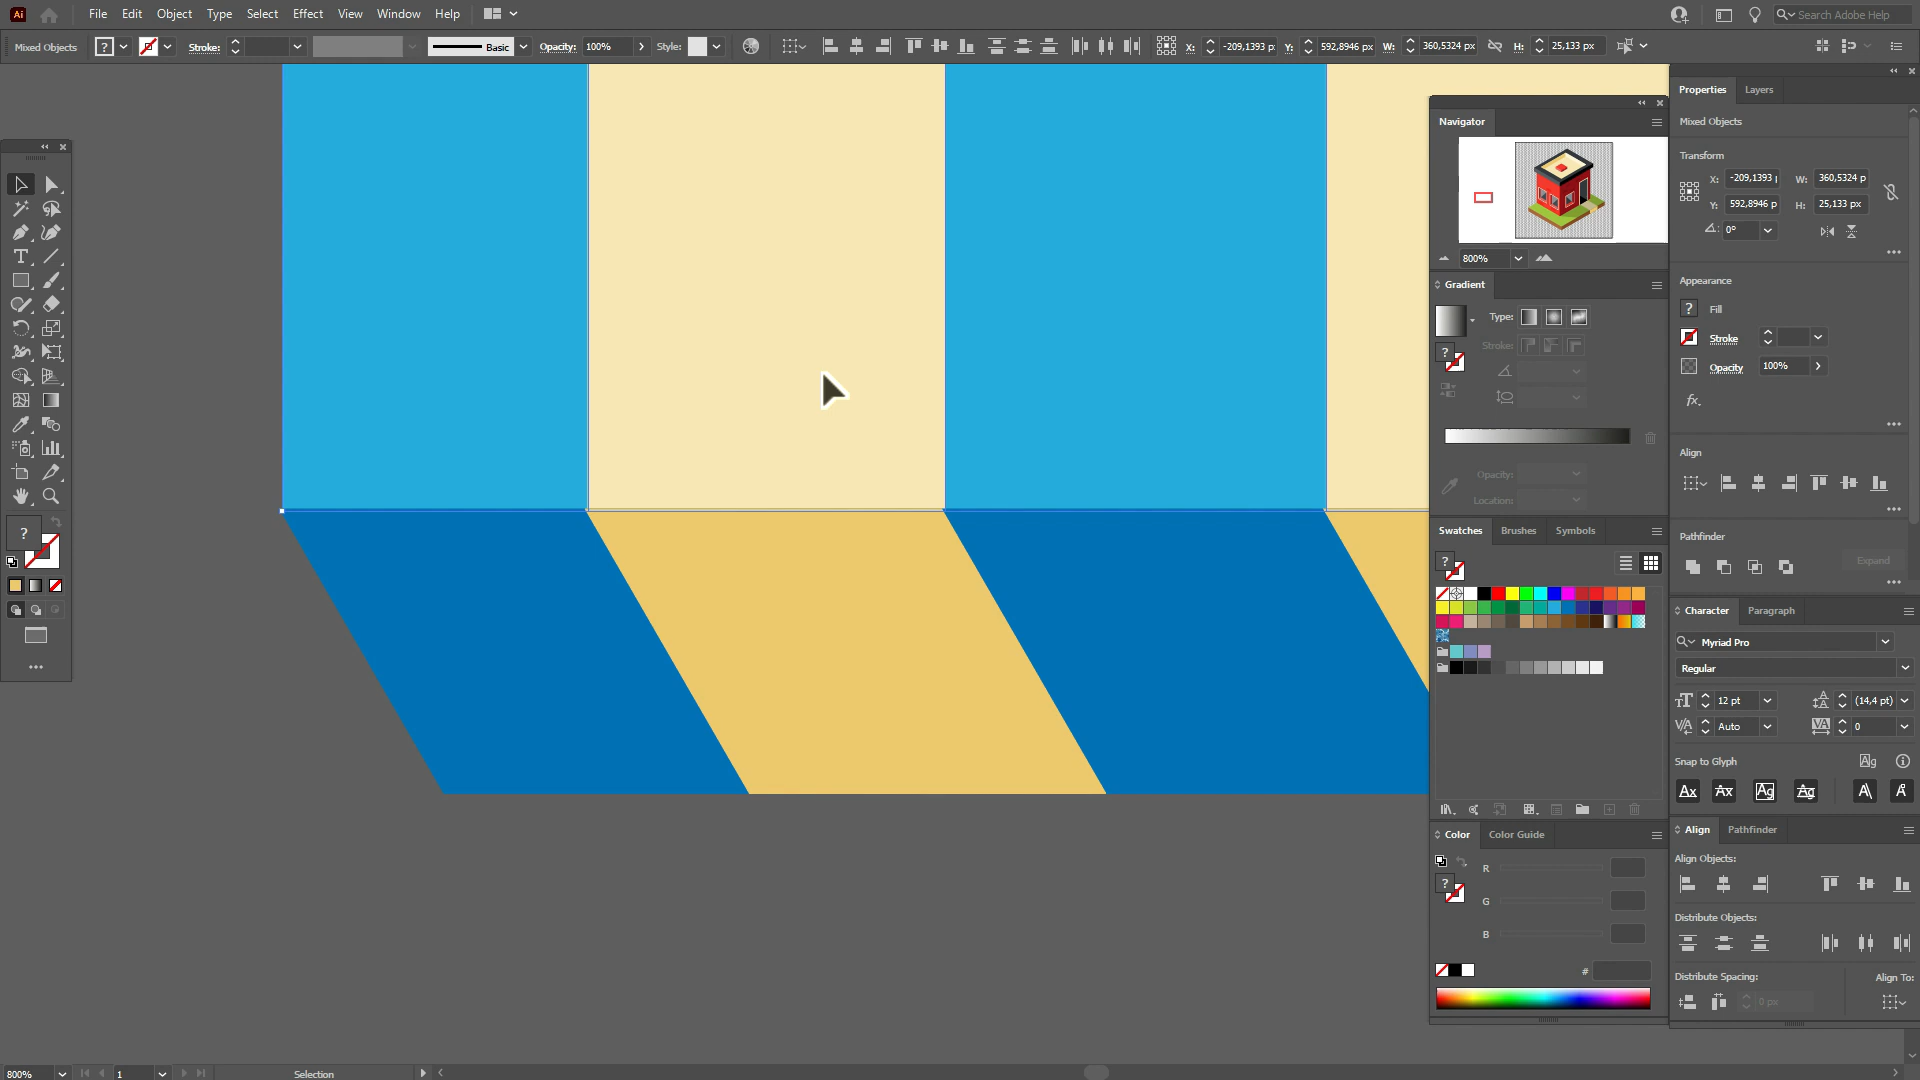 Ai File Edit Object Type Select Effect View Window Help Search Adobe Help
Mixed Objects ? Stroke: Basic Opacity: 100% Style: X: -209,1393 p Y: 592,8946 px W: 360,5324 px H: 25,133 px
Properties Layers
Mixed Objects
Transform
X: -209,1393 p W: 360,5324 p
Y: 592,8946 p H: 25,133 px
0°
Appearance
? Fill
Stroke
Opacity 100%
fx.
Align
Pathfinder
Expand
Character Paragraph
Myriad Pro
Regular
12 pt (14,4 pt)
Auto 0
Snap to Glyph
Align Pathfinder
Align Objects:
Distribute Objects:
Distribute Spacing: Align To:
0 px
Navigator
800%
Gradient
Type:
Stroke:
?
Opacity:
Location:
Swatches Brushes Symbols
?
Color Color Guide
R
? G
B
#
?
800% 1 Selection